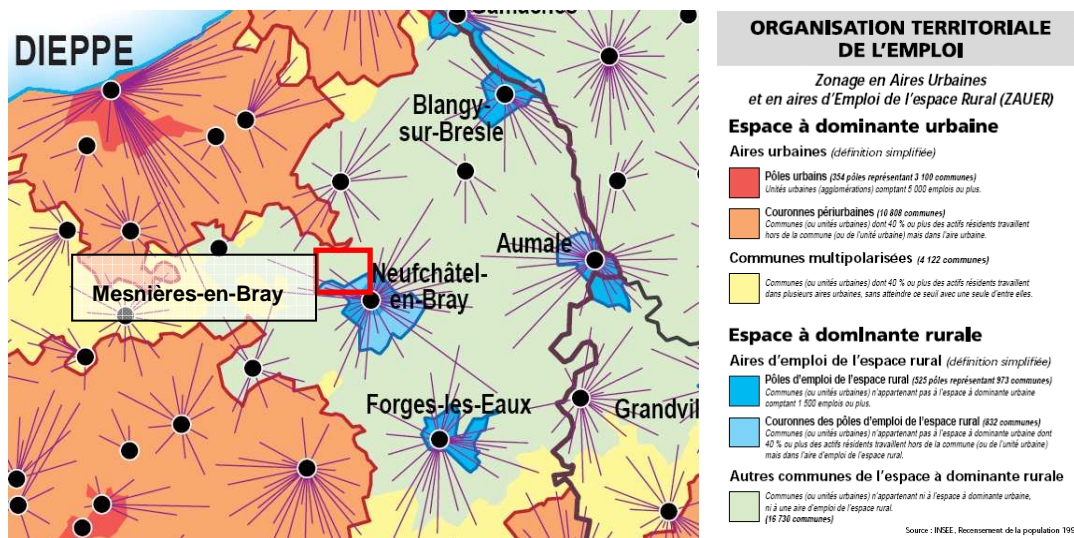 Gamaches
DIEPPE
Blangy-
sur-Bresle
Aumale
Neufchâtel-
en-Bray
Mesnières-en-Bray
Forges-les-Eaux
Grandvil
ORGANISATION TERRITORIALE
DE L'EMPLOI
Zonage en Aires Urbaines
et en aires d'Emploi de l'espace Rural (ZAUER)
Espace à dominante urbaine
Aires urbaines (définition simplifiée)
Pôles urbains (354 pôles représentant 3 100 communes)
Unités urbaines (agglomérations) comptant 5 000 emplois ou plus.
Couronnes périurbaines (10 808 communes)
Communes (ou unités urbaines) dont 40 % ou plus des actifs résidents travaillent
hors de la commune (ou de l'unité urbaine) mais dans l'aire urbaine.
Communes multipolarisées (4 122 communes)
Communes (ou unités urbaines) dont 40 % ou plus des actifs résidents travaillent
dans plusieurs aires urbaines, sans atteindre ce seuil avec une seule d'entre elles.
Espace à dominante rurale
Aires d'emploi de l'espace rural (définition simplifiée)
Pôles d'emploi de l'espace rural (525 pôles représentant 973 communes)
Communes (ou unités urbaines) n'appartenant pas à l'espace à dominante urbaine
comptant 1 500 emplois ou plus.
Couronnes des pôles d'emploi de l'espace rural (832 communes)
Communes (ou unités urbaines) n'appartenant pas à l'espace à dominante urbaine dont
40 % ou plus des actifs résidents travaillent hors de la commune (ou de l'unité urbaine)
mais dans l'aire d'emploi de l'espace rural.
Autres communes de l'espace à dominante rurale
Communes (ou unités urbaines) n'appartenant ni à l'espace à dominante urbaine,
ni à une aire d'emploi de l'espace rural.
(16 730 communes)
Source : INSEE, Recensement de la population 199